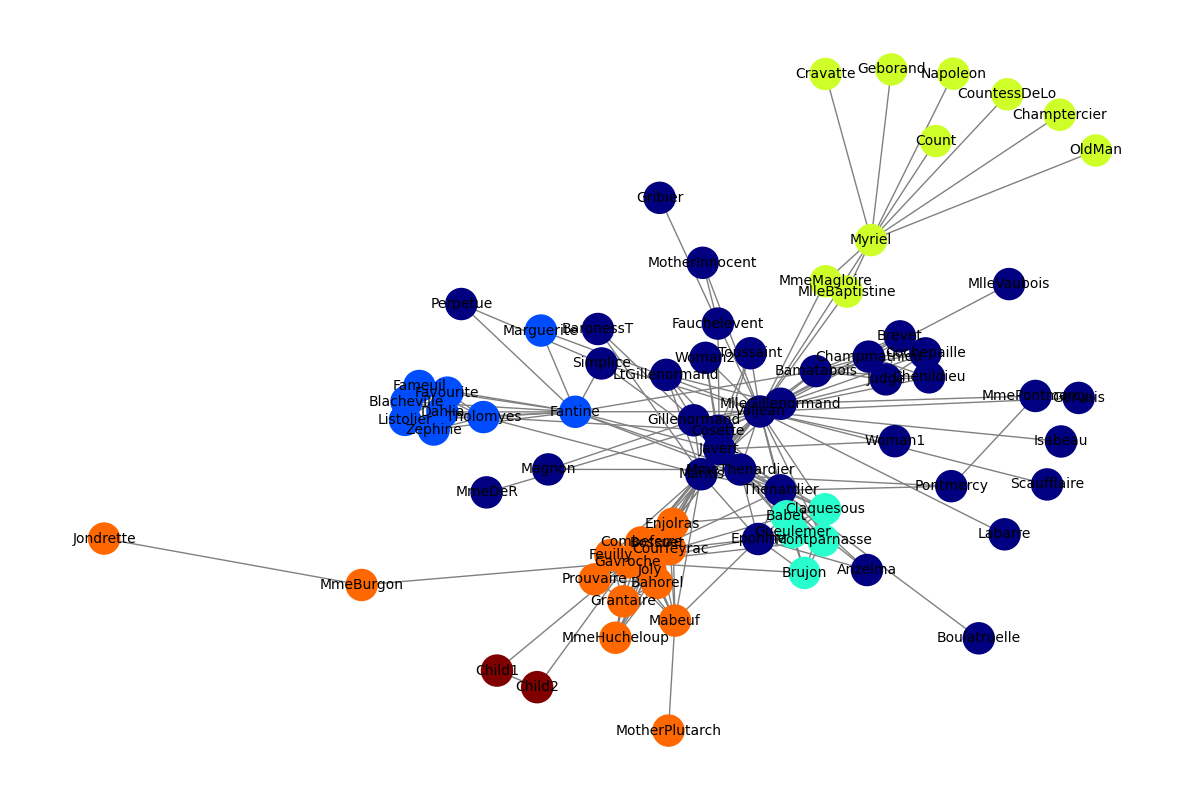 Cravatte
Geborand
Napoleon
CountessDeLo
Champtercier
Count
OldMan
Gribier
Myriel
MotherInnocent
MmeMagloire
MlleBaptistine
MlleVaubois
Perpetue
Marguerite
BaronessT
Fauchelevent
Brevet
Simplice
Woman2
Toussaint
Champmathieu
Cochepaille
LtGillenormand
Bamatabois
Judge
Chenildieu
Fameuil
Favourite
Blacheville
Dahlia
Listolier
Tholomyes
Zephine
Fantine
Gillenormand
MlleGillenormand
Valjean
MmePontmercy
Gervais
Cosette
Javert
Woman1
Isabeau
Magnon
Marius
MmeThenardier
MmeDeR
Thenardier
Pontmercy
Scaufflaire
Claquesous
Babet
Enjolras
Gueulemer
Labarre
Jondrette
Combeferre
Bossuet
Courfeyrac
Eponine
Montparnasse
Feuilly
Gavroche
Joly
Brujon
Anzelma
MmeBurgon
Prouvaire
Bahorel
Grantaire
Mabeuf
MmeHucheloup
Boulatruelle
Child1
Child2
MotherPlutarch